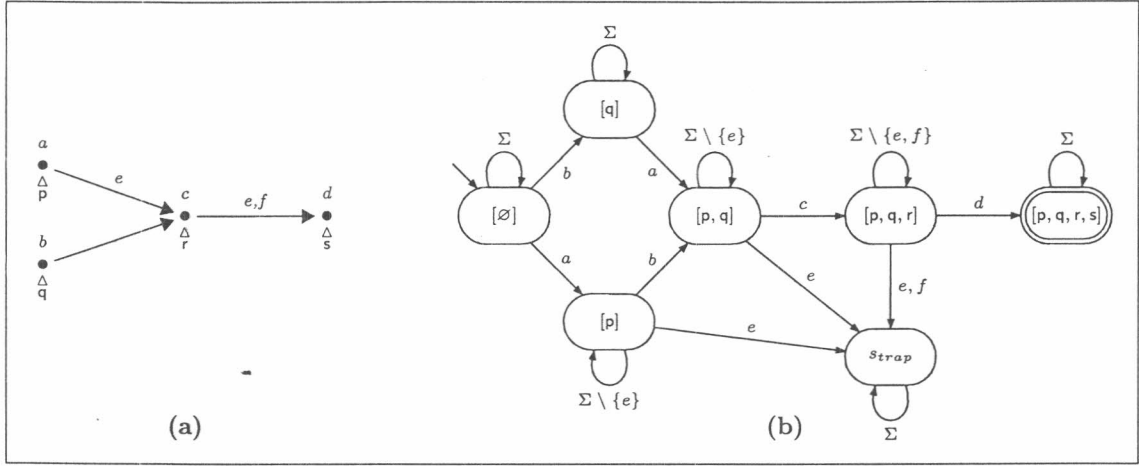 a
△
p
e
b
△
q
c
△
r
e,f
d
△
s
(a)
Σ
[q]
Σ
[∅]
b
a
a
[p]
Σ \ {e}
b
Σ \ {e}
[p, q]
c
e
e
Σ \ {e, f}
[p, q, r]
d
e, f
Σ
[p, q, r, s]
s_trap
Σ
(b)